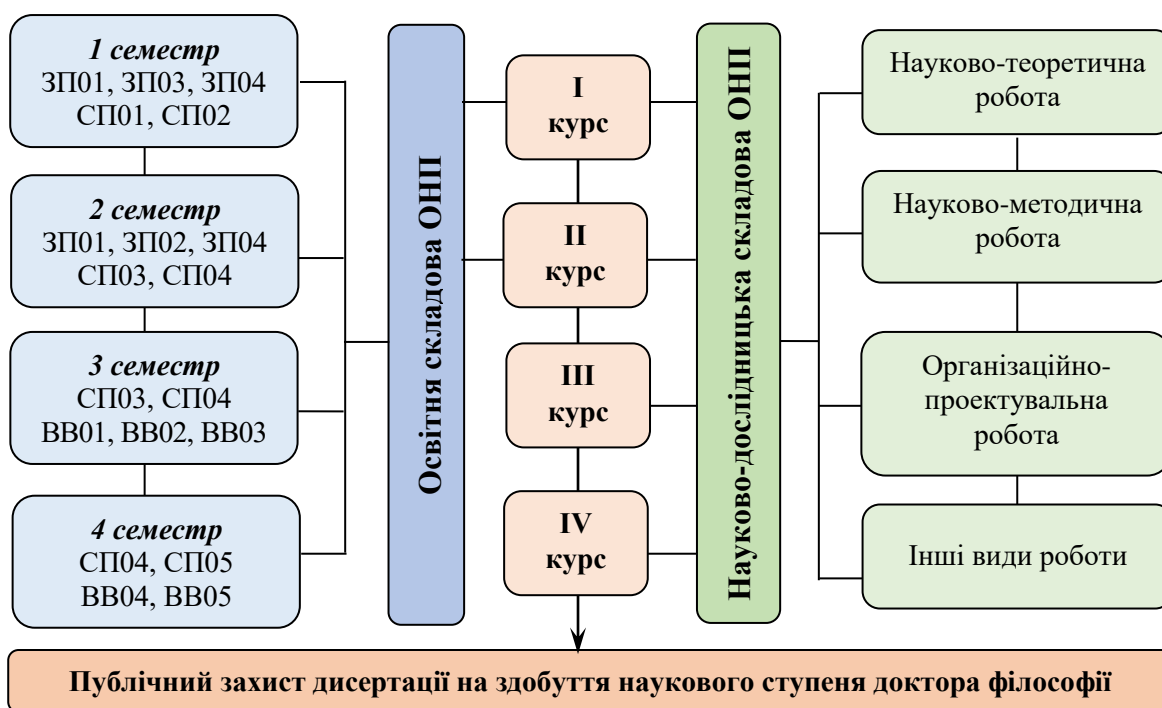 1 семестр
ЗП01, ЗП03, ЗП04
СП01, СП02
2 семестр
ЗП01, ЗП02, ЗП04
СП03, СП04
3 семестр
СП03, СП04
ВВ01, ВВ02, ВВ03
4 семестр
СП04, СП05
ВВ04, ВВ05
Освітня складова ОНП
I
курс
II
курс
III
курс
IV
курс
Науково-дослідницька складова ОНП
Науково-теоретична
робота
Науково-методична
робота
Організаційно-
проектувальна
робота
Інші види роботи
Публічний захист дисертації на здобуття наукового ступеня доктора філософії